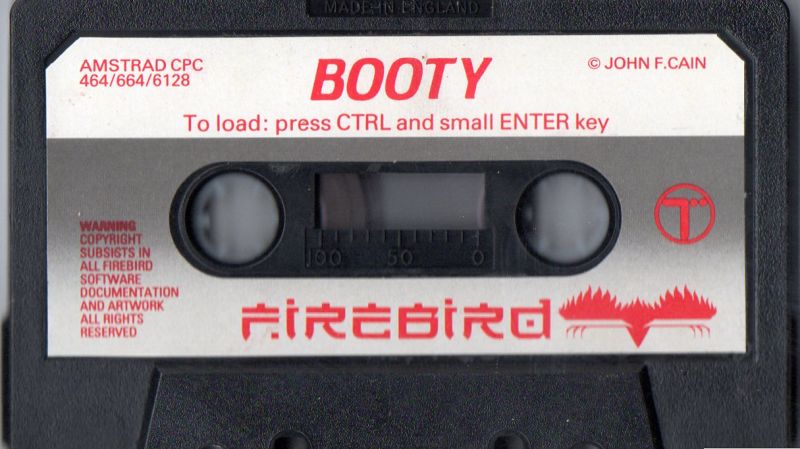 MADE IN ENGLAND
AMSTRAD CPC
464/664/6128
BOOTY
© JOHN F.CAIN
To load: press CTRL and small ENTER key
WARNING
COPYRIGHT
SUBSISTS IN
ALL FIREBIRD
SOFTWARE
DOCUMENTATION
AND ARTWORK
ALL RIGHTS
RESERVED
100 50 0
T
FIREBIRD